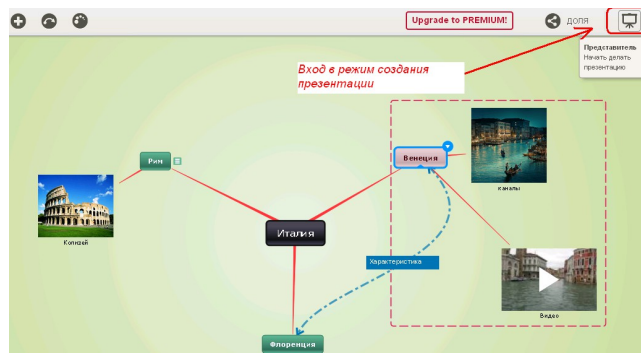 Upgrade to PREMIUM!
доля
Представитель
Начать делать
презентацию
Вход в режим создания
презентации
Рим
Венеция
каналы
Колизей
Италия
Характеристика
Видео
Флоренция